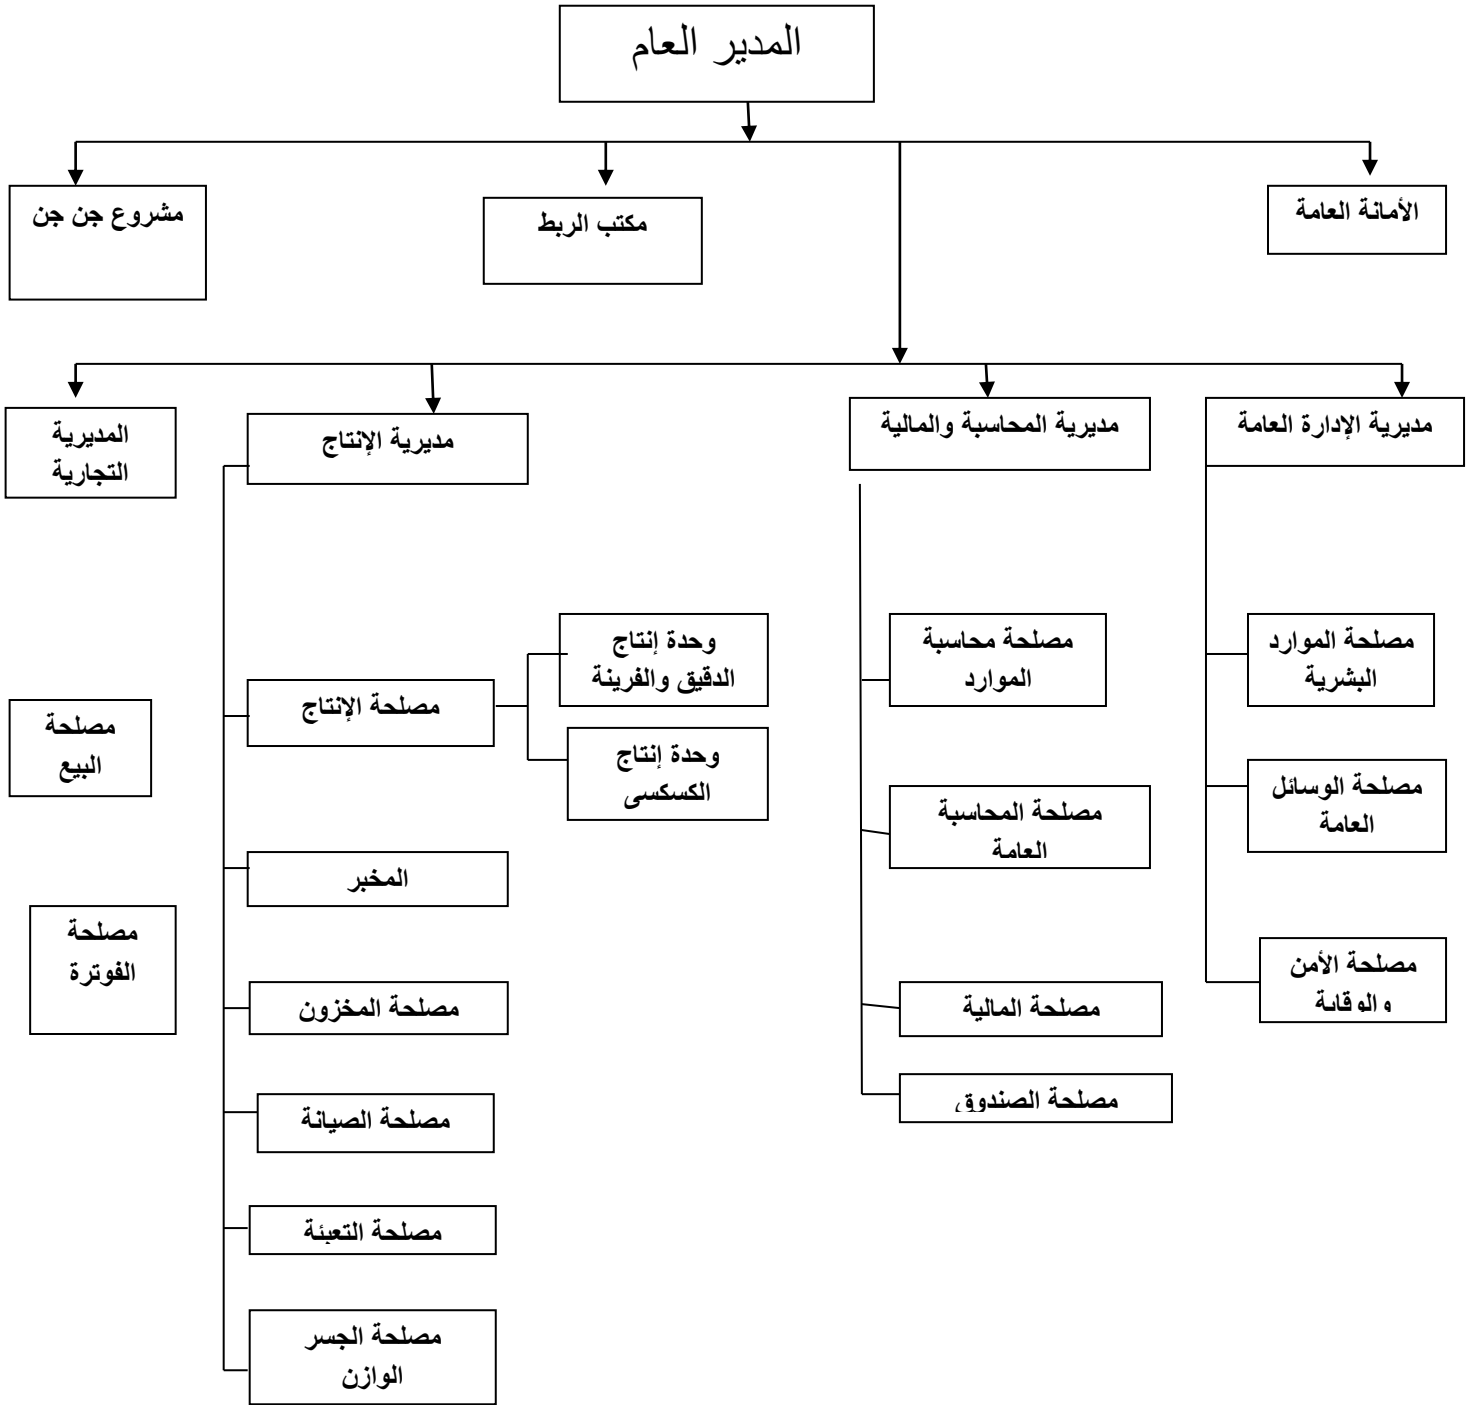 المدير العام
الأمانة العامة
مكتب الربط
مشروع جن جن
مديرية الإدارة العامة
مديرية المحاسبة والمالية
مديرية الإنتاج
المديرية
التجارية
مصلحة الموارد
البشرية
مصلحة الوسائل
العامة
مصلحة الأمن
والوقاية
مصلحة محاسبة
الموارد
مصلحة المحاسبة
العامة
مصلحة المالية
مصلحة الصندوق
مصلحة الإنتاج
وحدة إنتاج
الدقيق والفرينة
وحدة إنتاج
الكسكسى
المخبر
مصلحة المخزون
مصلحة الصيانة
مصلحة التعبئة
مصلحة الجسر
الوازن
مصلحة
البيع
مصلحة
الفوترة